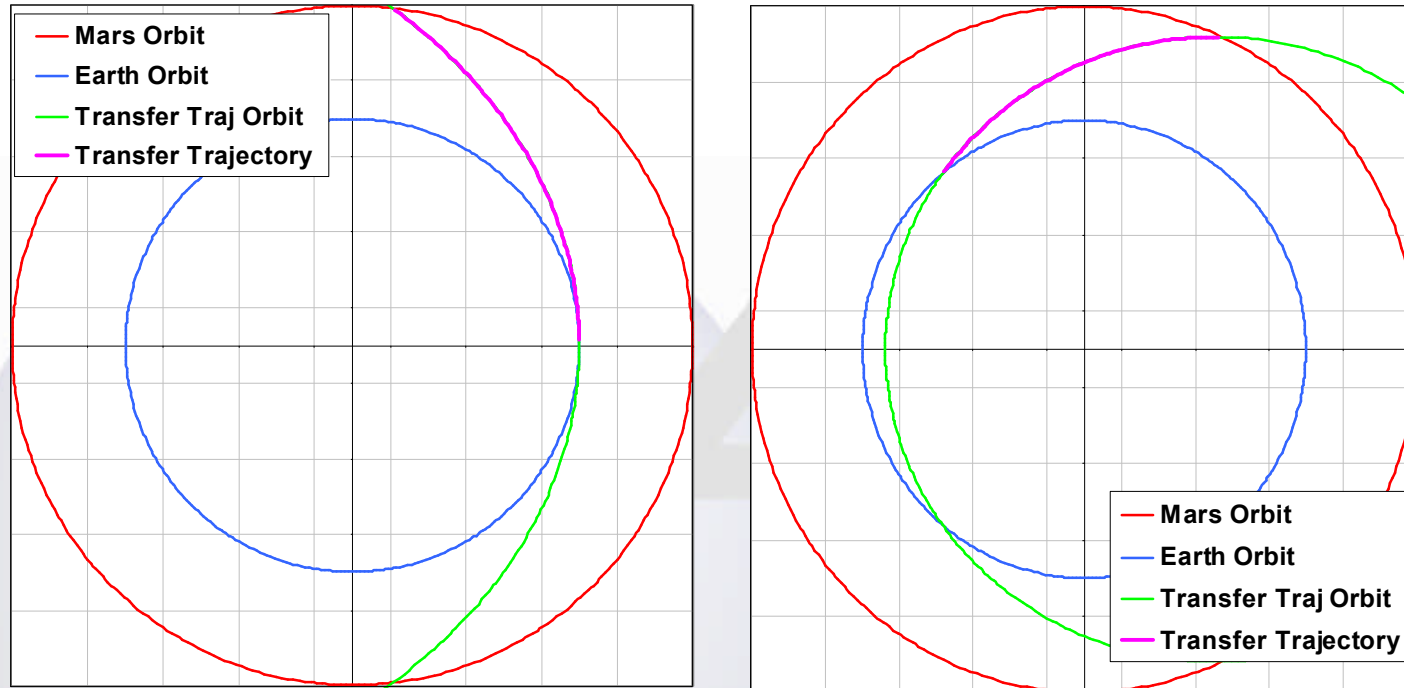 Mars Orbit
Earth Orbit
Transfer Traj Orbit
Transfer Trajectory
Mars Orbit
Earth Orbit
Transfer Traj Orbit
Transfer Trajectory